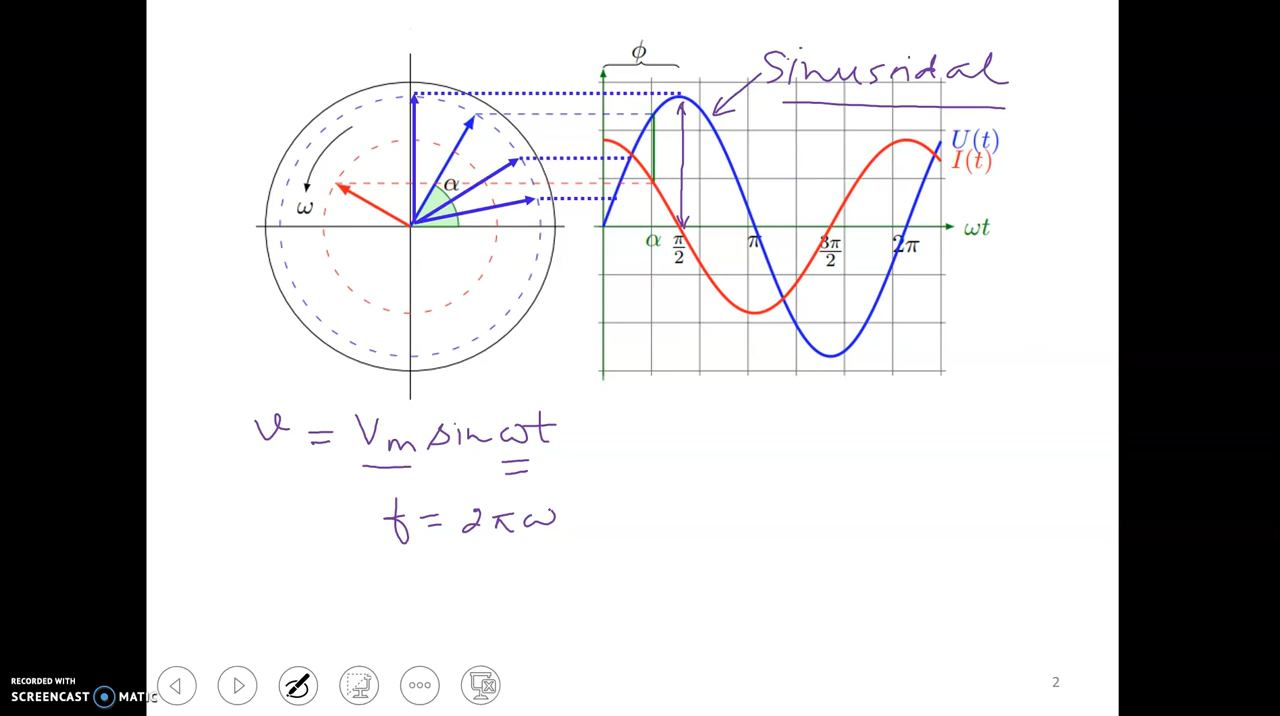 ϕ
Sinusoidal
U(t)
I(t)
α
ω
α π/2 π 3π/2 2π ωt
v = Vm sin ωt
f = 2πω
2
RECORDED WITH
SCREENCAST MATIC